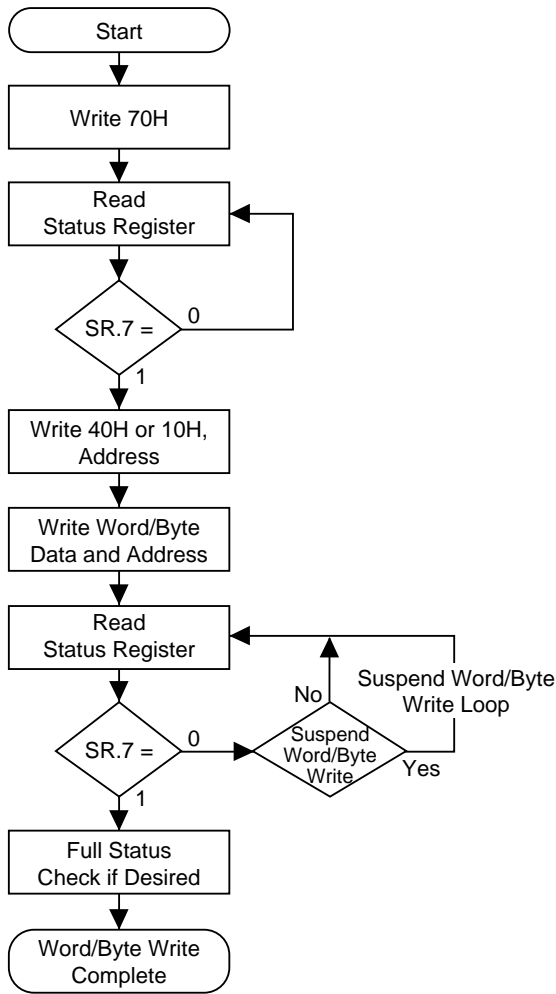 Start
Write 70H
Read
Status Register
SR.7 =
0
1
Write 40H or 10H,
Address
Write Word/Byte
Data and Address
Read
Status Register
SR.7 =
0
1
Suspend
Word/Byte
Write
No
Yes
Suspend Word/Byte
Write Loop
Full Status
Check if Desired
Word/Byte Write
Complete